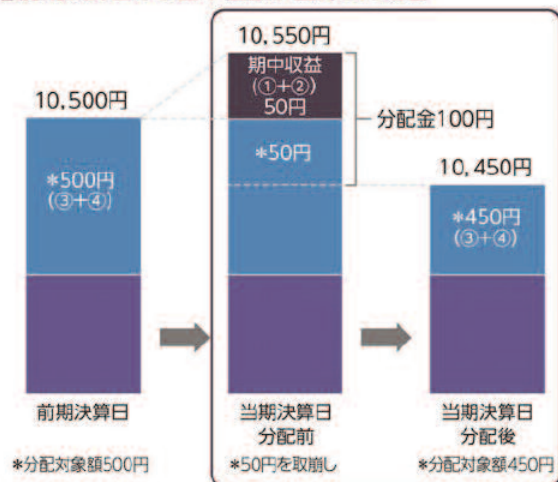 10,550円
10,500円
期中収益
(①+②)
50円
分配金100円
*50円
10,450円
*500円
(③+④)
*450円
(③+④)
前期決算日
当期決算日
分配前
当期決算日
分配後
*分配対象額500円
*50円を取崩し
*分配対象額450円